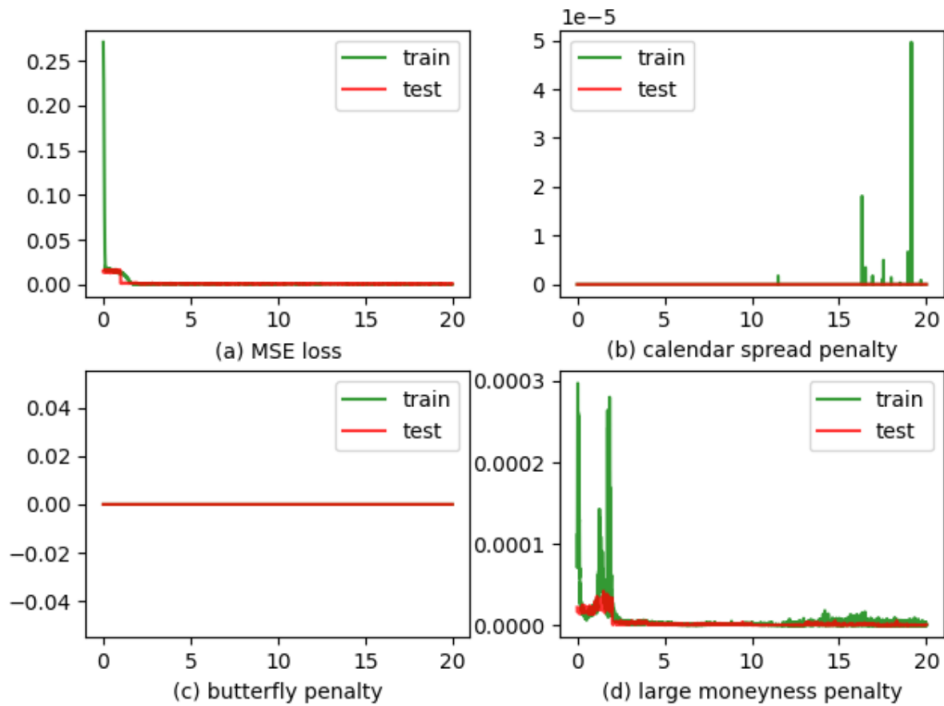 0.25
0.20
0.15
0.10
0.05
0.00
train
test
0 5 10 15 20
(a) MSE loss
1e−5
5
4
3
2
1
0
train
test
0 5 10 15 20
(b) calendar spread penalty
0.04
0.02
0.00
−0.02
−0.04
train
test
0 5 10 15 20
(c) butterfly penalty
0.0003
0.0002
0.0001
0.0000
train
test
0 5 10 15 20
(d) large moneyness penalty